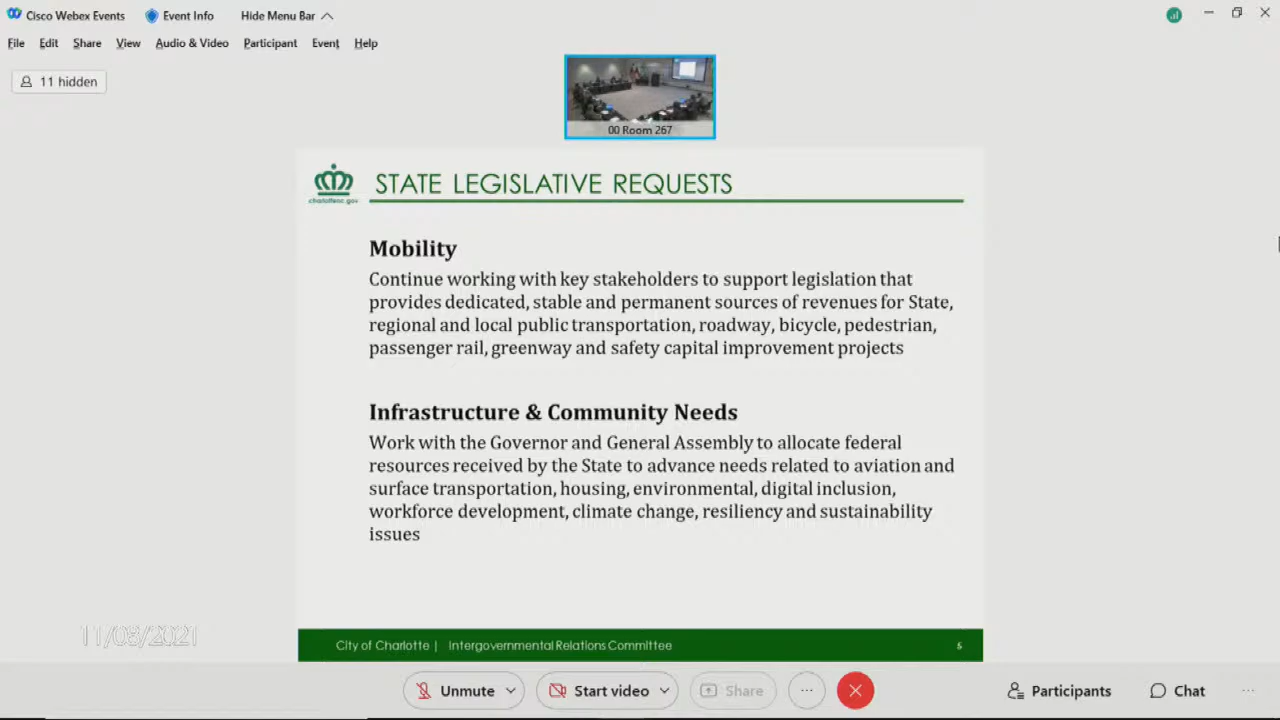 Cisco Webex Events Event Info Hide Menu Bar
File Edit Share View Audio & Video Participant Event Help
11 hidden
00 Room 267
charlottenc.gov
STATE LEGISLATIVE REQUESTS
Mobility
Continue working with key stakeholders to support legislation that
provides dedicated, stable and permanent sources of revenues for State,
regional and local public transportation, roadway, bicycle, pedestrian,
passenger rail, greenway and safety capital improvement projects
Infrastructure & Community Needs
Work with the Governor and General Assembly to allocate federal
resources received by the State to advance needs related to aviation and
surface transportation, housing, environmental, digital inclusion,
workforce development, climate change, resiliency and sustainability
issues
11/08/2021
City of Charlotte | Intergovernmental Relations Committee 5
Unmute Start video Share Participants Chat